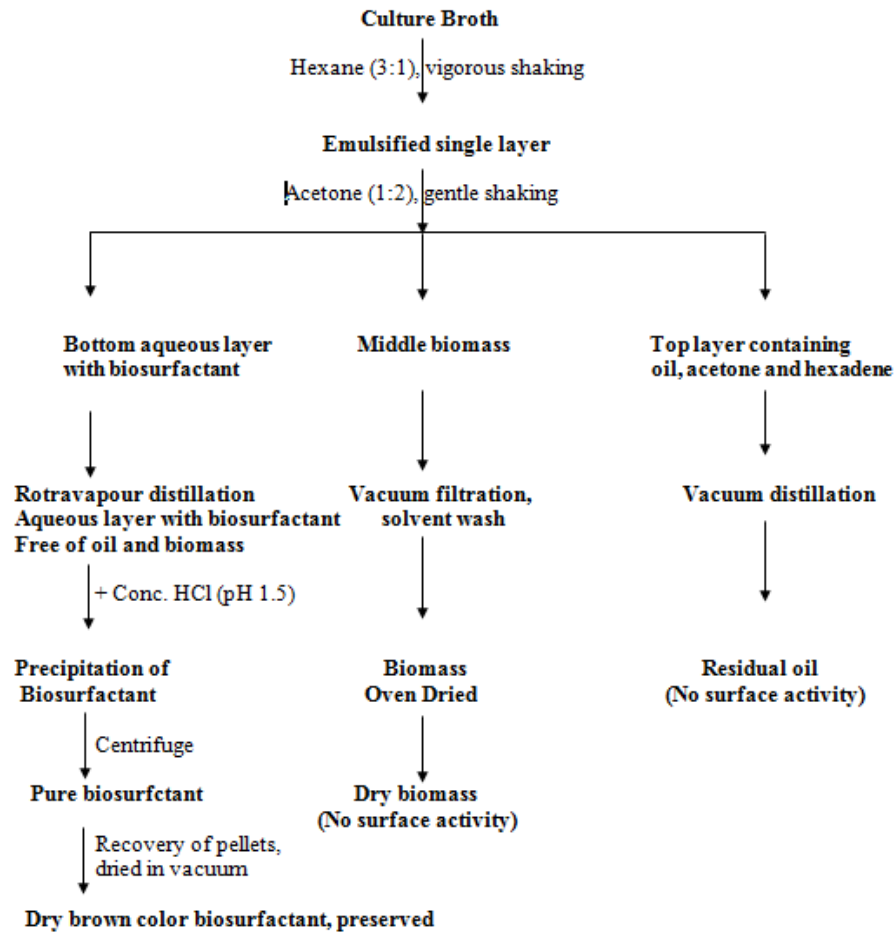 Culture Broth
Hexane (3:1), vigorous shaking
Emulsified single layer
Acetone (1:2), gentle shaking
Bottom aqueous layer
with biosurfactant
Middle biomass
Top layer containing
oil, acetone and hexadene
Rotravapour distillation
Aqueous layer with biosurfactant
Free of oil and biomass
Vacuum filtration,
solvent wash
Vacuum distillation
+ Conc. HCl (pH 1.5)
Precipitation of
Biosurfactant
Biomass
Oven Dried
Residual oil
(No surface activity)
Centrifuge
Pure biosurfctant
Dry biomass
(No surface activity)
Recovery of pellets,
dried in vacuum
Dry brown color biosurfactant, preserved